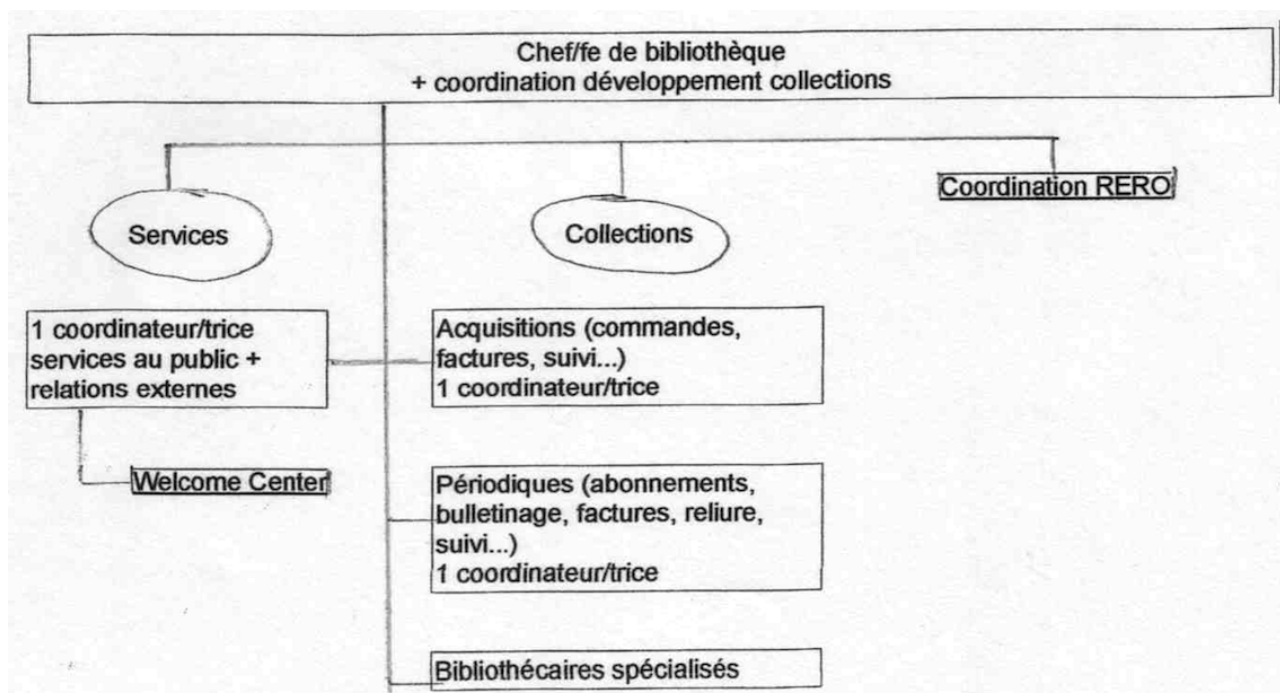 Chef/fe de bibliothèque
+ coordination développement collections
Services
Collections
Coordination RERO
1 coordinateur/trice
services au public +
relations externes
Welcome Center
Acquisitions (commandes,
factures, suivi...)
1 coordinateur/trice
Périodiques (abonnements,
bulletinage, factures, reliure,
suivi...)
1 coordinateur/trice
Bibliothécaires spécialisés